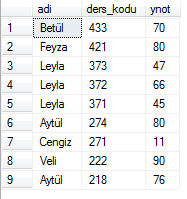 adi ders_kodu ynot
1 Betül 433 70
2 Feyza 421 80
3 Leyla 373 47
4 Leyla 372 66
5 Leyla 371 45
6 Aytül 274 80
7 Cengiz 271 11
8 Veli 222 90
9 Aytül 218 76